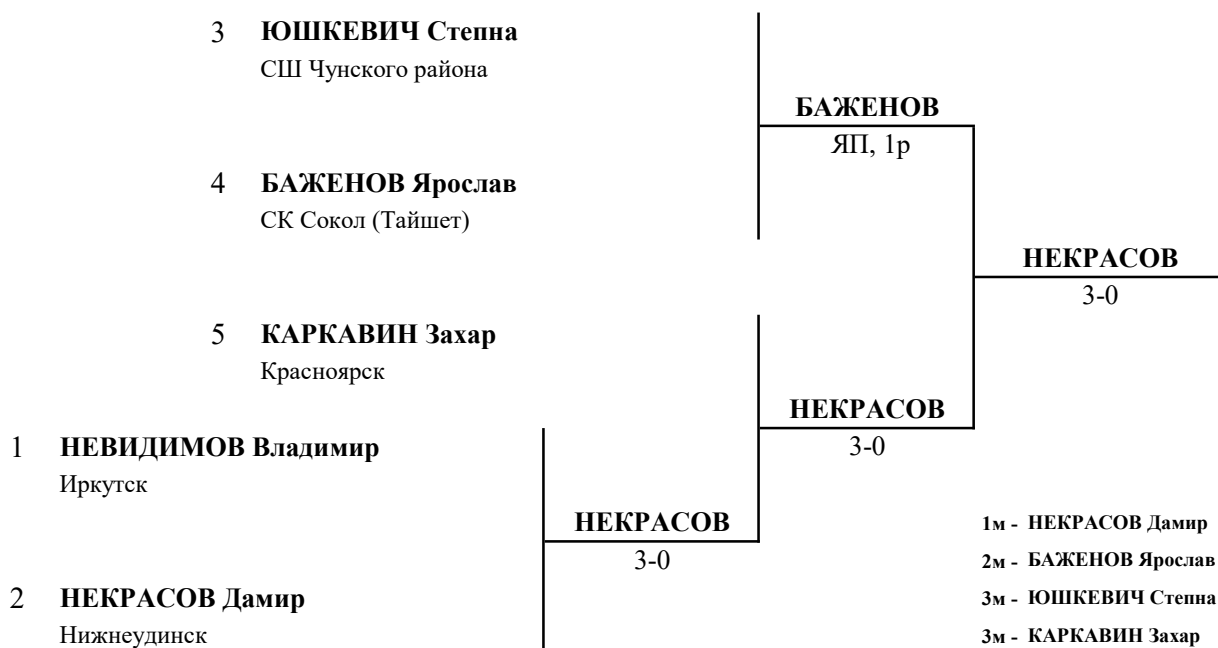 3 ЮШКЕВИЧ Степна
СШ Чунского района
БАЖЕНОВ
ЯП, 1р
4 БАЖЕНОВ Ярослав
СК Сокол (Тайшет)
НЕКРАСОВ
3-0
5 КАРКАВИН Захар
Красноярск
НЕКРАСОВ
3-0
1 НЕВИДИМОВ Владимир
Иркутск
НЕКРАСОВ
3-0
2 НЕКРАСОВ Дамир
Нижнеудинск
1м - НЕКРАСОВ Дамир
2м - БАЖЕНОВ Ярослав
3м - ЮШКЕВИЧ Степна
3м - КАРКАВИН Захар